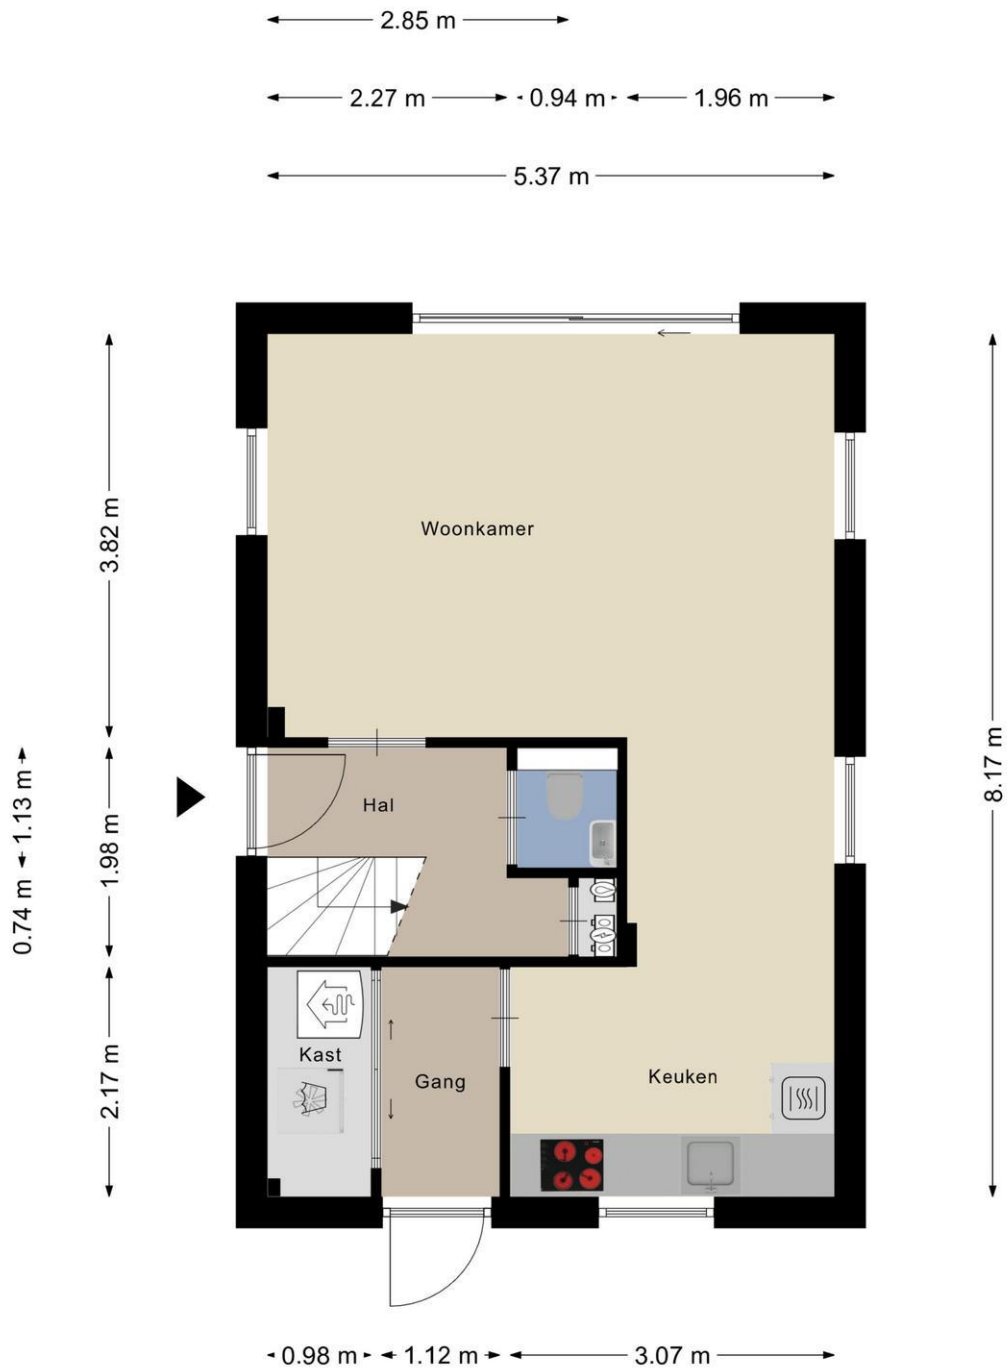 2.85 m
2.27 m 0.94 m 1.96 m
5.37 m
Woonkamer
3.82 m
8.17 m
Hal
1.98 m
0.74 m 1.13 m
Kast
Gang
Keuken
2.17 m
0.98 m 1.12 m 3.07 m